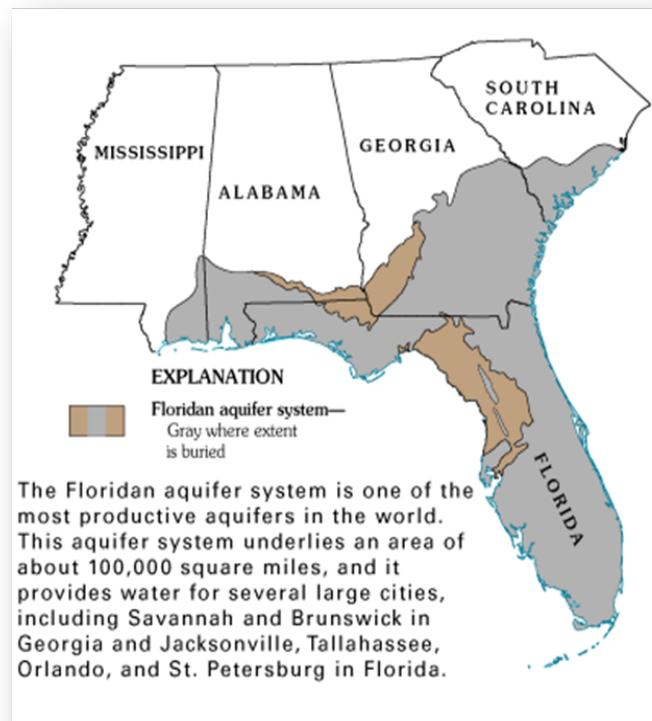 SOUTH
CAROLINA
GEORGIA
MISSISSIPPI
ALABAMA
EXPLANATION
Floridan aquifer system—
Gray where extent
is buried
FLORIDA
The Floridan aquifer system is one of the
most productive aquifers in the world.
This aquifer system underlies an area of
about 100,000 square miles, and it
provides water for several large cities,
including Savannah and Brunswick in
Georgia and Jacksonville, Tallahassee,
Orlando, and St. Petersburg in Florida.